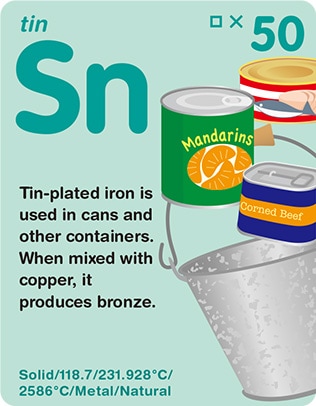 tin
□ × 50
Sn
Mandarins
Corned Beef
Tin-plated iron is
used in cans and
other containers.
When mixed with
copper, it
produces bronze.
Solid/118.7/231.928°C/
2586°C/Metal/Natural